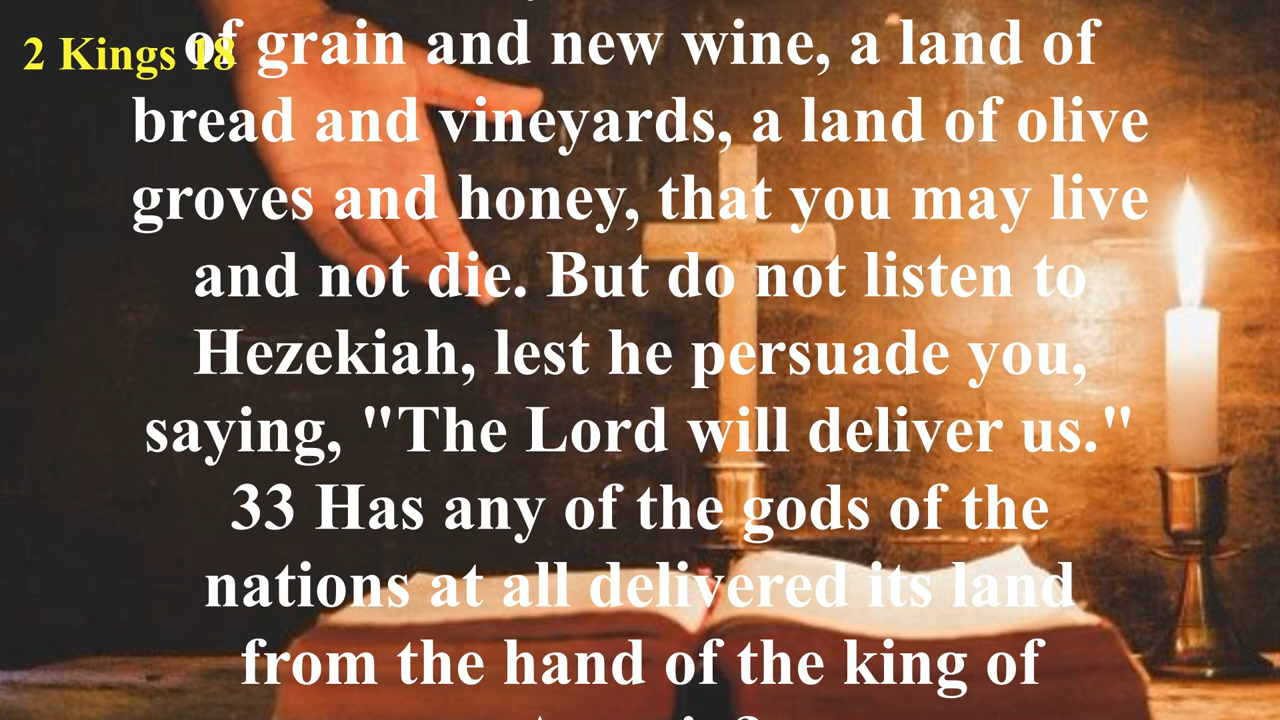 2 Kings 18
of grain and new wine, a land of
bread and vineyards, a land of olive
groves and honey, that you may live
and not die. But do not listen to
Hezekiah, lest he persuade you,
saying, "The Lord will deliver us."
33 Has any of the gods of the
nations at all delivered its land
from the hand of the king of